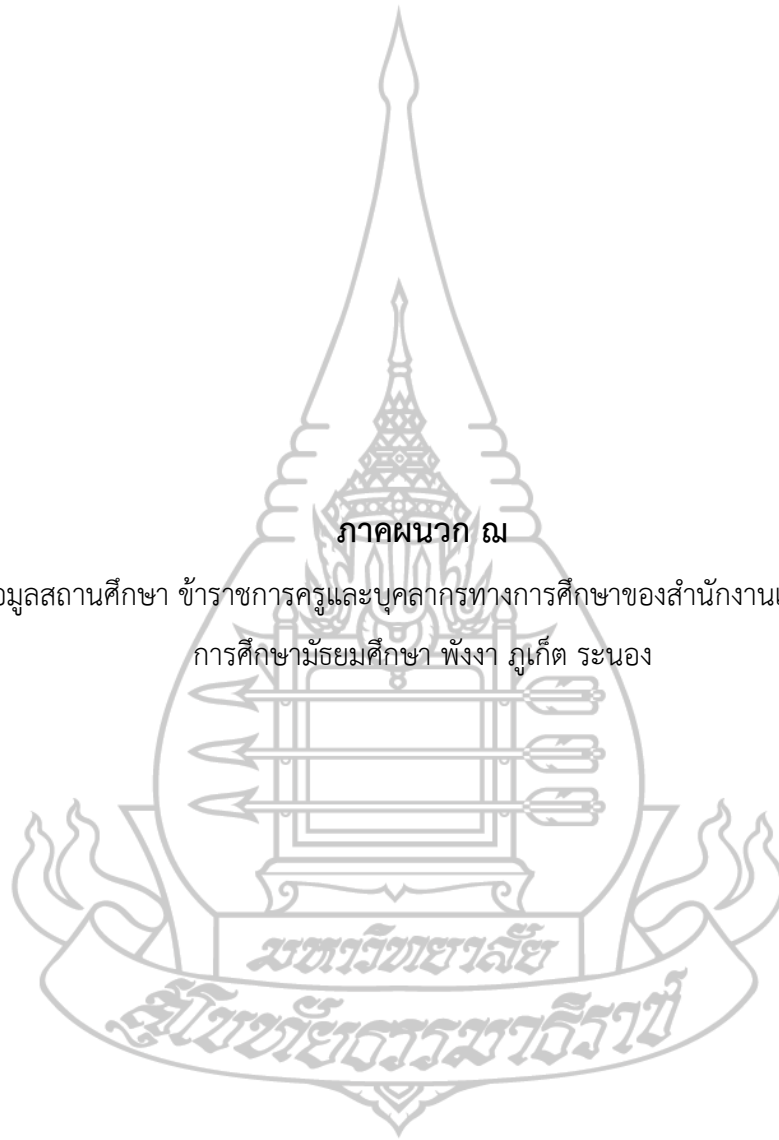 ภาคผนวก ฌ
อมูลสถานศึกษา ข้าราชการครูและบุคลากรทางการศึกษาของสำนักงานเ
การศึกษามัธยมศึกษา พังงา ภูเก็ต ระนอง
มหาวิทยาลัย
สุโขทัยธรรมาธิราช